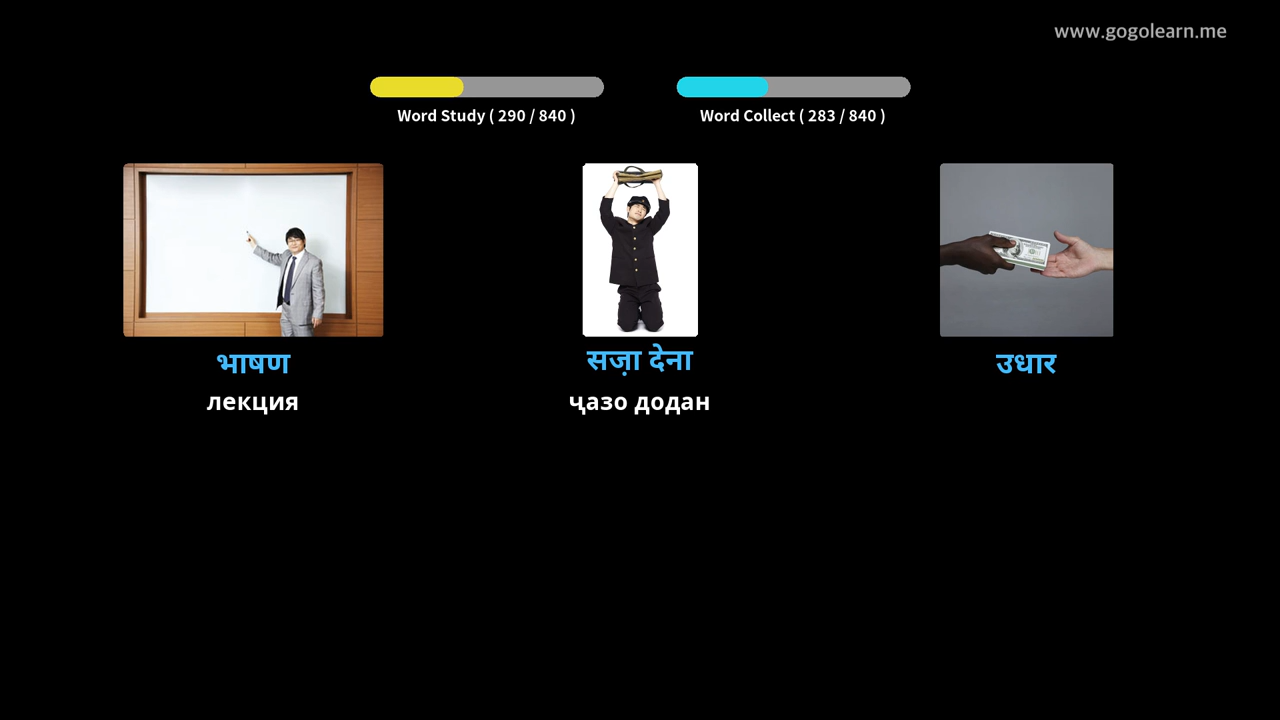 www.gogolearn.me
Word Study ( 290 / 840 )
Word Collect ( 283 / 840 )
भाषण
सज़ा देना
उधार
лекция
ҷазо додан